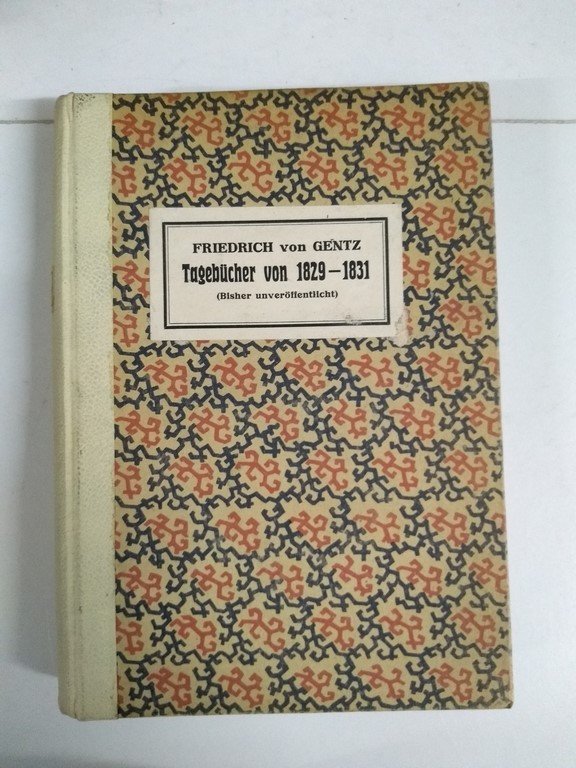 FRIEDRICH von GENTZ
Tagebücher von 1829—1831
(Bisher unveröffentlicht)